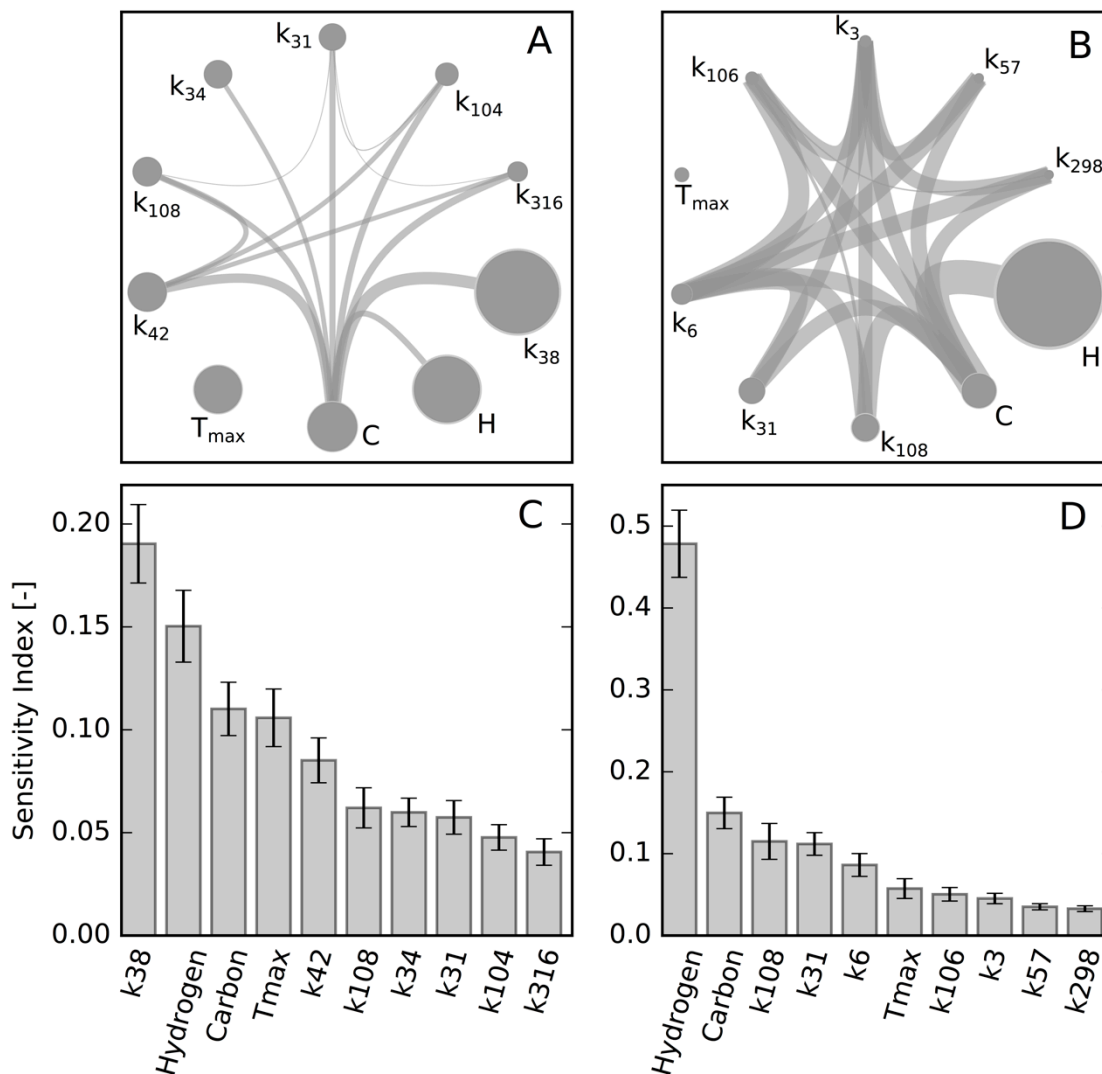 A
k31
k34
k104
k108
k316
k42
k38
Tmax
C
H
B
k3
k106
k57
Tmax
k298
k6
H
k31
C
k108
C
Sensitivity Index [-]
0.20
0.15
0.10
0.05
0.00
k38
Hydrogen
Carbon
Tmax
k42
k108
k34
k31
k104
k316
D
0.5
0.4
0.3
0.2
0.1
0.0
Hydrogen
Carbon
k108
k31
k6
Tmax
k106
k3
k57
k298